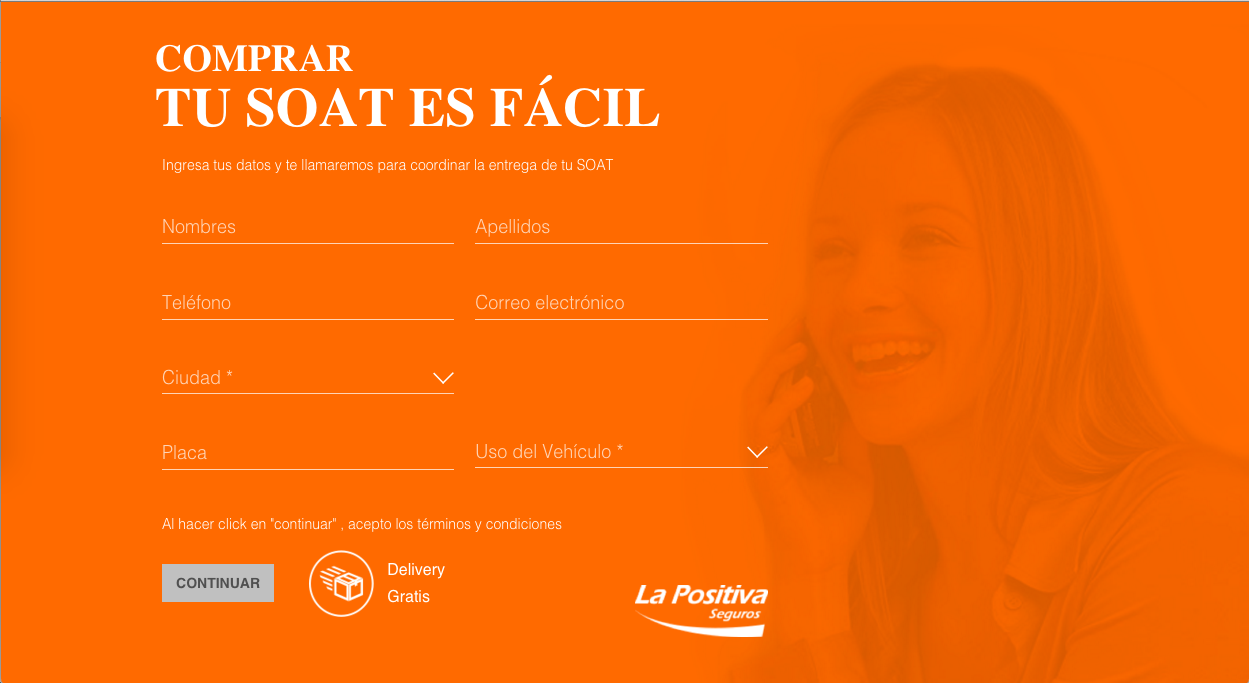 COMPRAR
TU SOAT ES FÁCIL
Ingresa tus datos y te llamaremos para coordinar la entrega de tu SOAT
Nombres
Apellidos
Teléfono
Correo electrónico
Ciudad *
Placa
Uso del Vehículo *
Al hacer click en "continuar" , acepto los términos y condiciones
CONTINUAR
Delivery
Gratis
La Positiva
Seguros